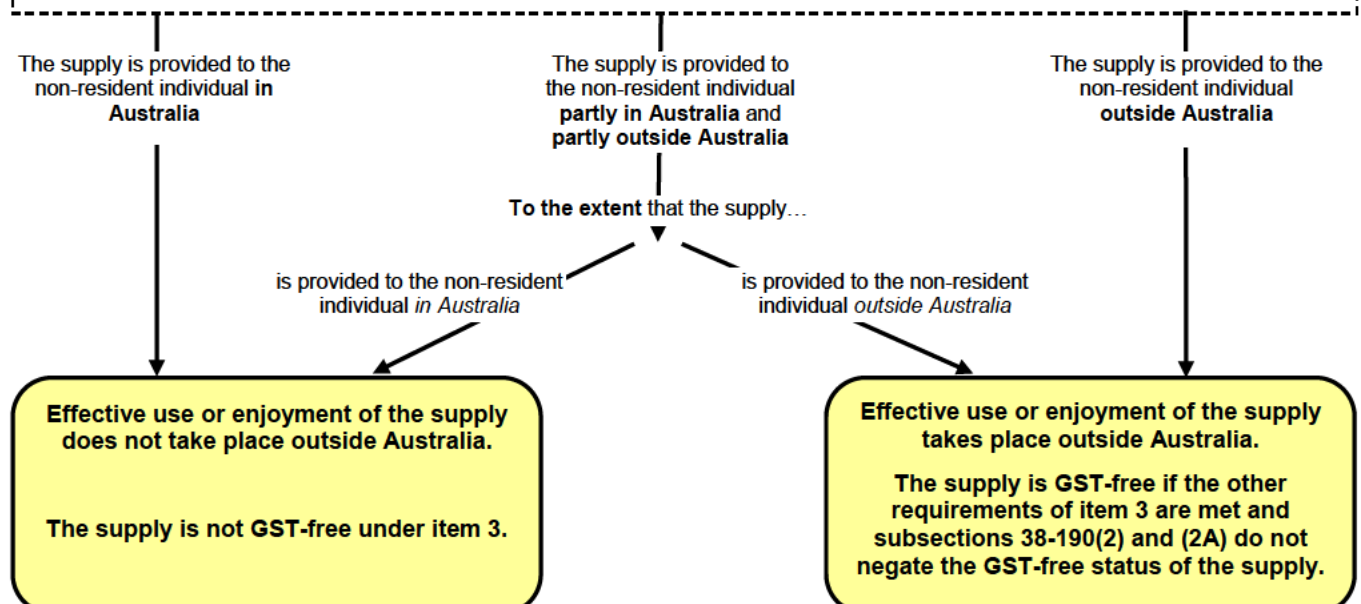 The supply is provided to the
non-resident individual in
Australia
The supply is provided to
the non-resident individual
partly in Australia and
partly outside Australia
The supply is provided to the
non-resident individual
outside Australia
To the extent that the supply…
is provided to the non-resident
individual in Australia
is provided to the non-resident
individual outside Australia
Effective use or enjoyment of the supply
does not take place outside Australia.
The supply is not GST-free under item 3.
Effective use or enjoyment of the supply
takes place outside Australia.
The supply is GST-free if the other
requirements of item 3 are met and
subsections 38-190(2) and (2A) do not
negate the GST-free status of the supply.